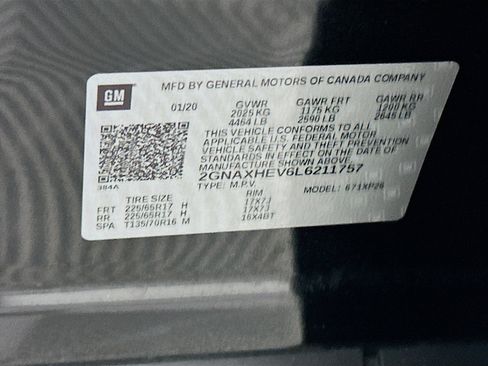 MFD BY GENERAL MOTORS OF CANADA COMPANY
GM
01/20 GVWR GAWR FRT GAWR RR
2025 KG 1175 KG 1200 KG
4464 LB 2590 LB 2645 LB
THIS VEHICLE CONFORMS TO ALL
APPLICABLE U.S. FEDERAL MOTOR
VEHICLE SAFETY AND THEFT PREVENTION
STANDARDS IN EFFECT ON THE DATE OF
MANUFACTURE SHOWN ABOVE.
2GNAXHEV6L6211757
384A TYPE: M.P.V. MODEL: 671XP26
TIRE SIZE RIM
FRT 225/65R17 H 17X7J
RR 225/65R17 H 17X7J
SPA T135/70R16 M 16X4BT